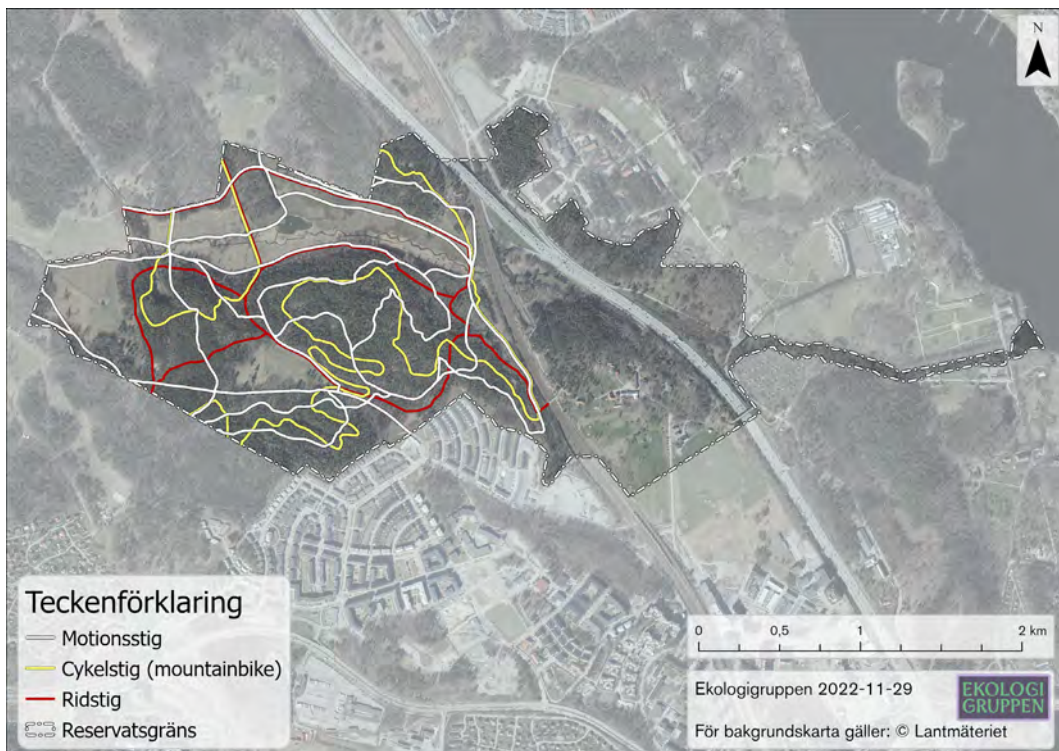 N
Teckenförklaring
Motionsstig
Cykelstig (mountainbike)
Ridstig
Reservatsgräns
0 0,5 1 2 km
Ekologigruppen 2022-11-29
EKOLOGI
GRUPPEN
För bakgrundskarta gäller: © Lantmäteriet